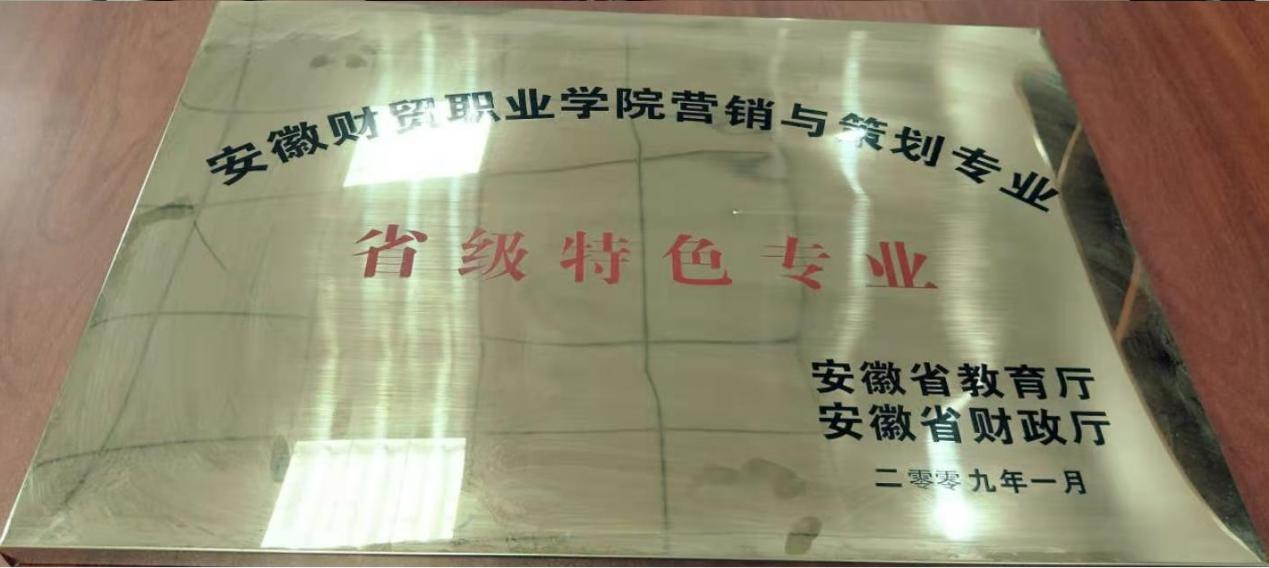 安徽财贸职业学院营销与策划专业
省级特色专业
安徽省教育厅
安徽省财政厅
二零零九年一月